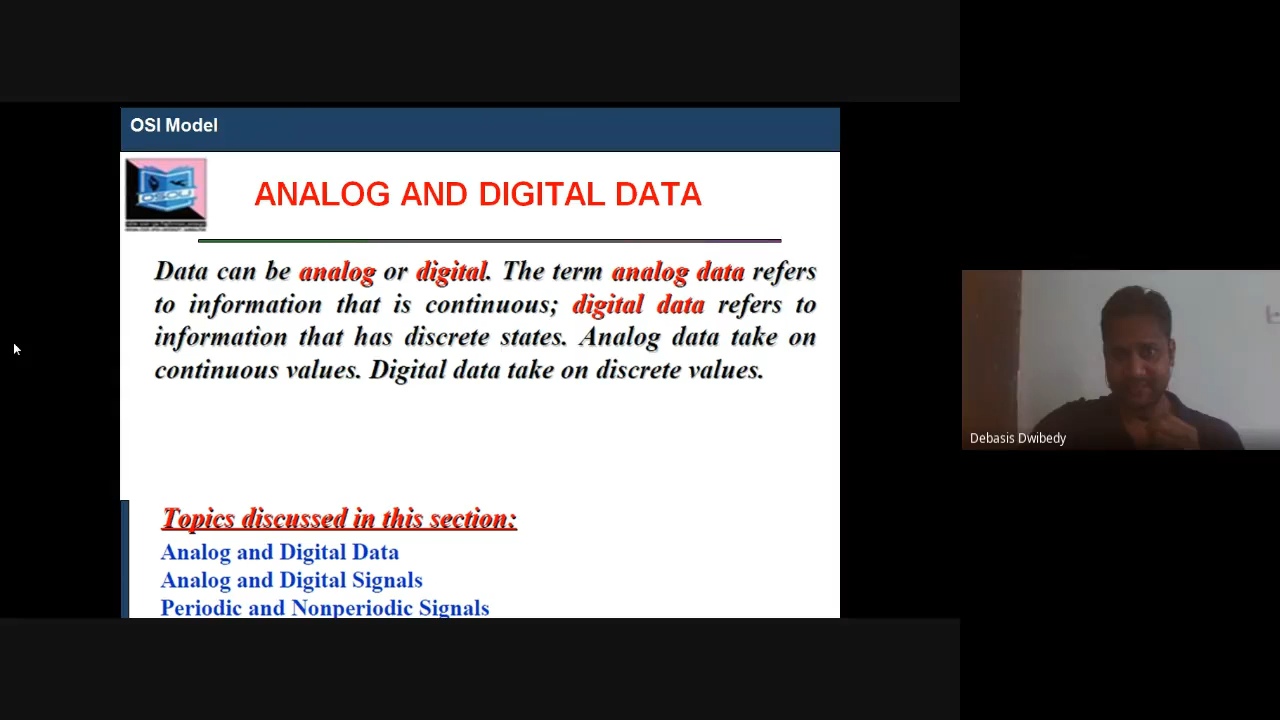 OSI Model
OSOU
ANALOG AND DIGITAL DATA
Data can be analog or digital. The term analog data refers
to information that is continuous; digital data refers to
information that has discrete states. Analog data take on
continuous values. Digital data take on discrete values.
Topics discussed in this section:
Analog and Digital Data
Analog and Digital Signals
Periodic and Nonperiodic Signals
Debasis Dwibedy